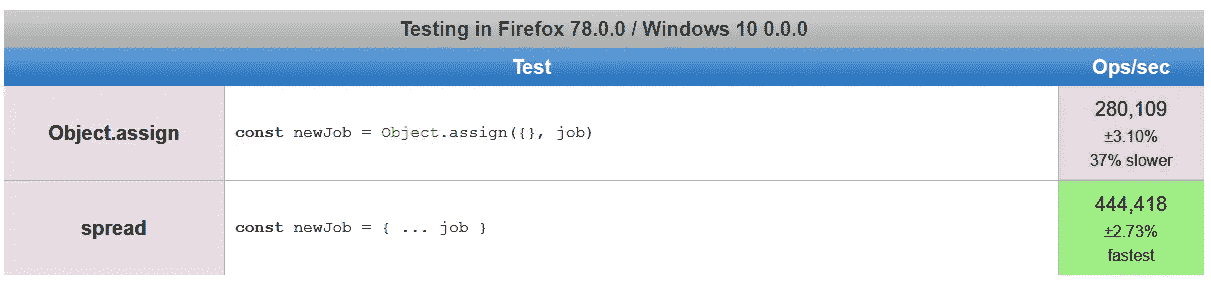 Testing in Firefox 78.0.0 / Windows 10 0.0.0
Test Ops/sec
Object.assign const newJob = Object.assign({}, job) 280,109
±3.10%
37% slower
spread const newJob = { ... job } 444,418
±2.73%
fastest